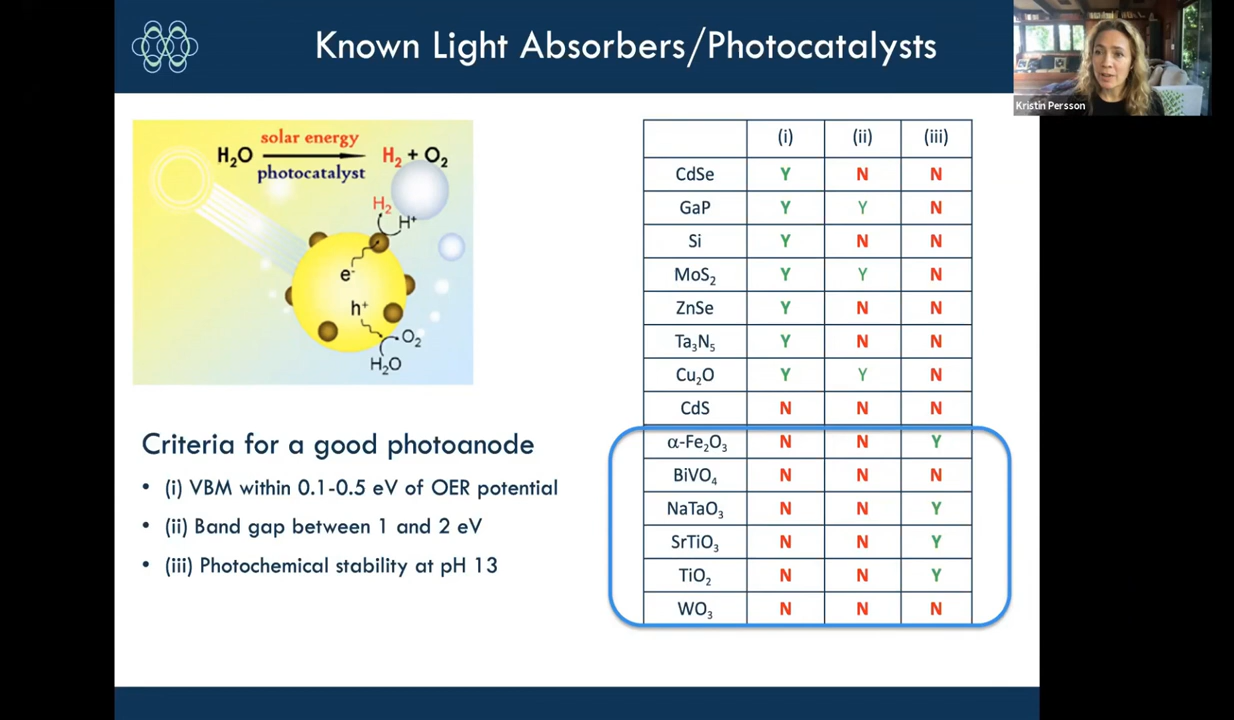 Known Light Absorbers/Photocatalysts
Kristin Persson
solar energy
H₂O → H₂ + O₂
photocatalyst
H₂
H⁺
e⁻
h⁺
O₂
H₂O
Criteria for a good photoanode
• (i) VBM within 0.1-0.5 eV of OER potential
• (ii) Band gap between 1 and 2 eV
• (iii) Photochemical stability at pH 13
(i) (ii) (iii)
CdSe Y N N
GaP Y Y N
Si Y N N
MoS₂ Y Y N
ZnSe Y N N
Ta₃N₅ Y N N
Cu₂O Y Y N
CdS N N N
α-Fe₂O₃ N N Y
BiVO₄ N N N
NaTaO₃ N N Y
SrTiO₃ N N Y
TiO₂ N N Y
WO₃ N N N